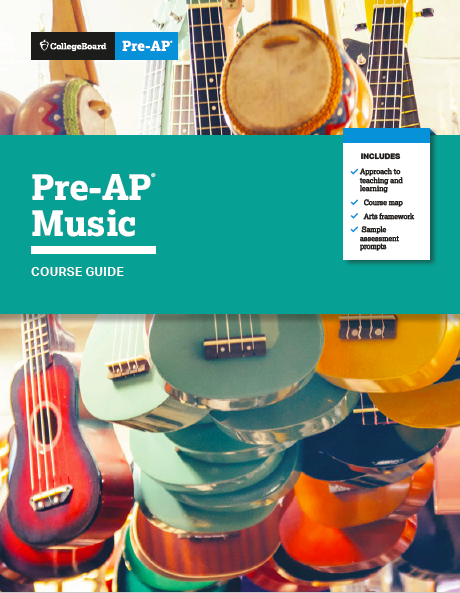 CollegeBoard
Pre-AP®
INCLUDES
Approach to
teaching and
learning
Course map
Arts framework
Sample
assessment
prompts
Pre-AP®
Music
COURSE GUIDE